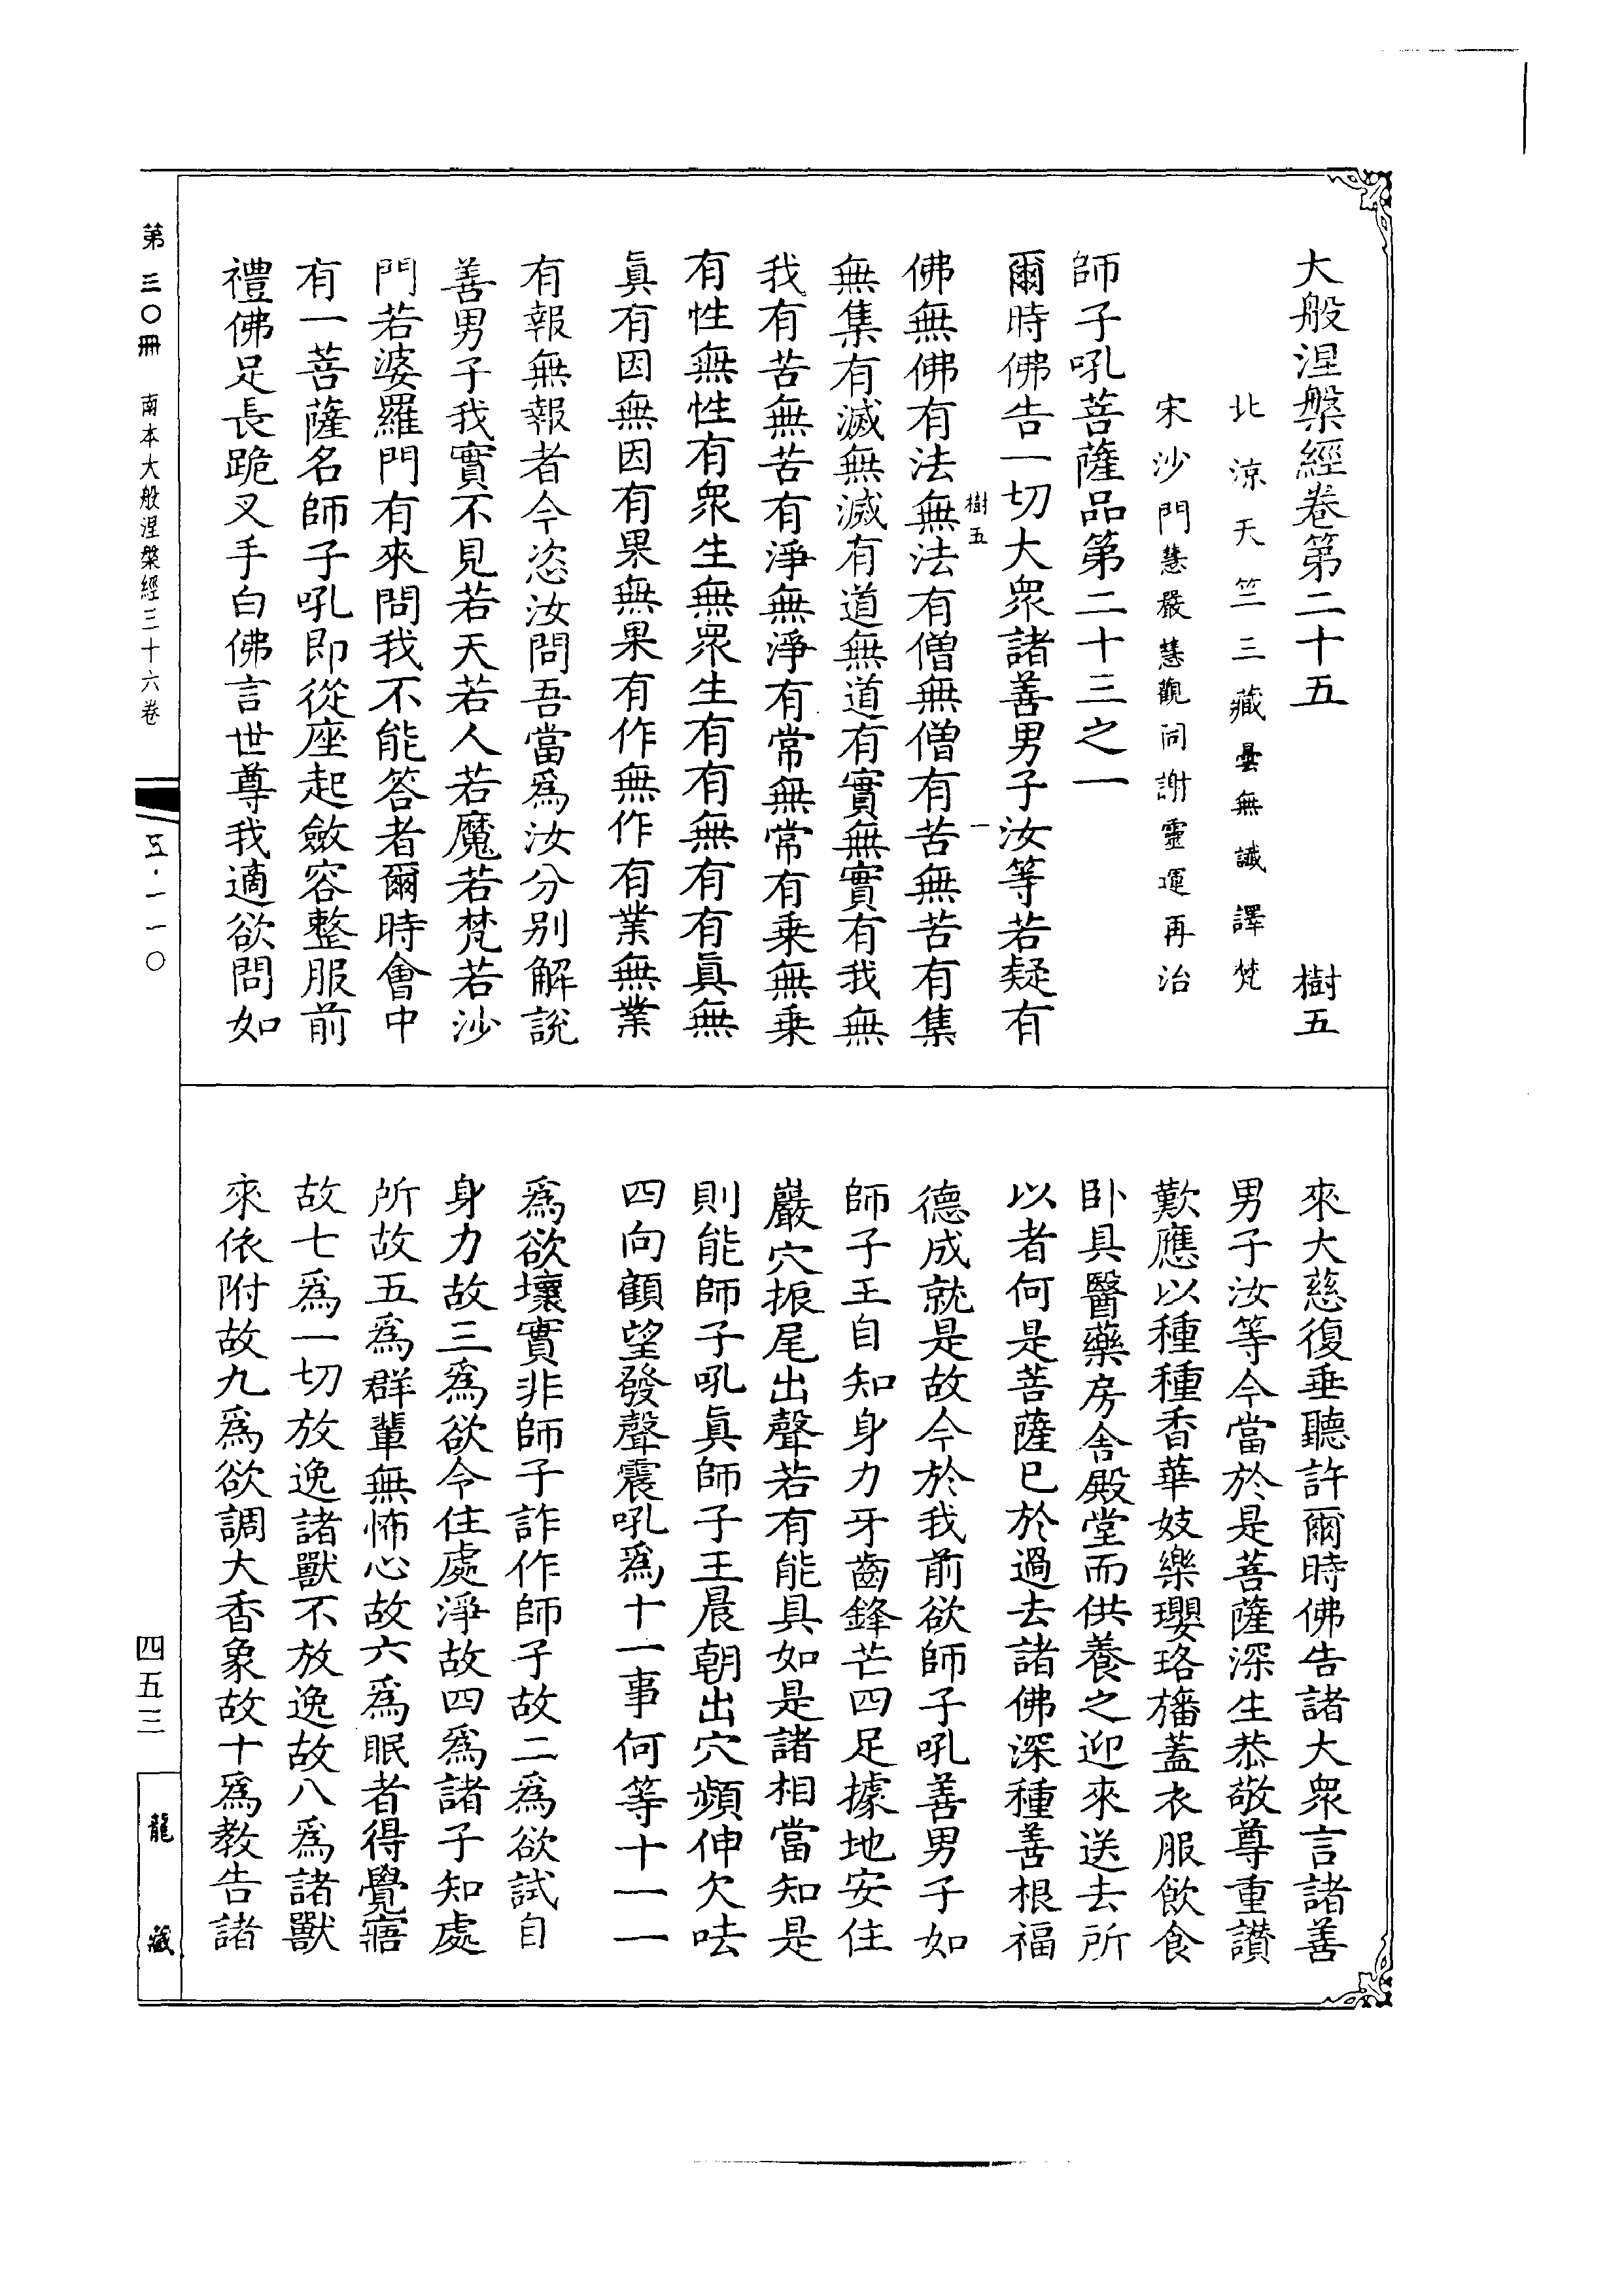 大般涅槃經卷第二十五 樹五
北涼天竺三藏曇無讖譯梵
宋沙門慧嚴慧觀同謝靈運再治
師子吼菩薩品第二十三之一
爾時佛告一切大眾諸善男子汝等若疑有
樹五 一
佛無佛有法無法有僧無僧有苦無苦有集
無集有滅無滅有道無道有實無實有我無
我有苦無苦有淨無淨有常無常有乘無乘
有性無性有眾生無眾生有有無有有眞無
眞有因無因有果無果有作無作有業無業
有報無報者今恣汝問吾當爲汝分別解說
善男子我實不見若天若人若魔若梵若沙
門若婆羅門有來問我不能答者爾時會中
有一菩薩名師子吼即從座起斂容整服前
禮佛足長跪叉手白佛言世尊我適欲問如
來大慈復垂聽許爾時佛告諸大眾言諸善
男子汝等今當於是菩薩深生恭敬尊重讚
歎應以種種香華妓樂瓔珞旛蓋衣服飲食
卧具醫藥房舍殿堂而供養之迎來送去所
以者何是菩薩已於過去諸佛深種善根福
德成就是故今於我前欲師子吼善男子如
師子王自知身力牙齒鋒芒四足據地安住
巖穴振尾出聲若有能具如是諸相當知是
則能師子吼眞師子王晨朝出穴頻伸欠呿
四向顧望發聲震吼爲十一事何等十一一
爲欲壞實非師子詐作師子故二爲欲試自
身力故三爲欲令住處淨故四爲諸子知處
所故五爲群輩無怖心故六爲眠者得覺寤
故七爲一切放逸諸獸不放逸故八爲諸獸
來依附故九爲欲調大香象故十爲教告諸
第三〇冊 南本大般涅槃經三十六卷 五·一一〇
四五三 龍藏